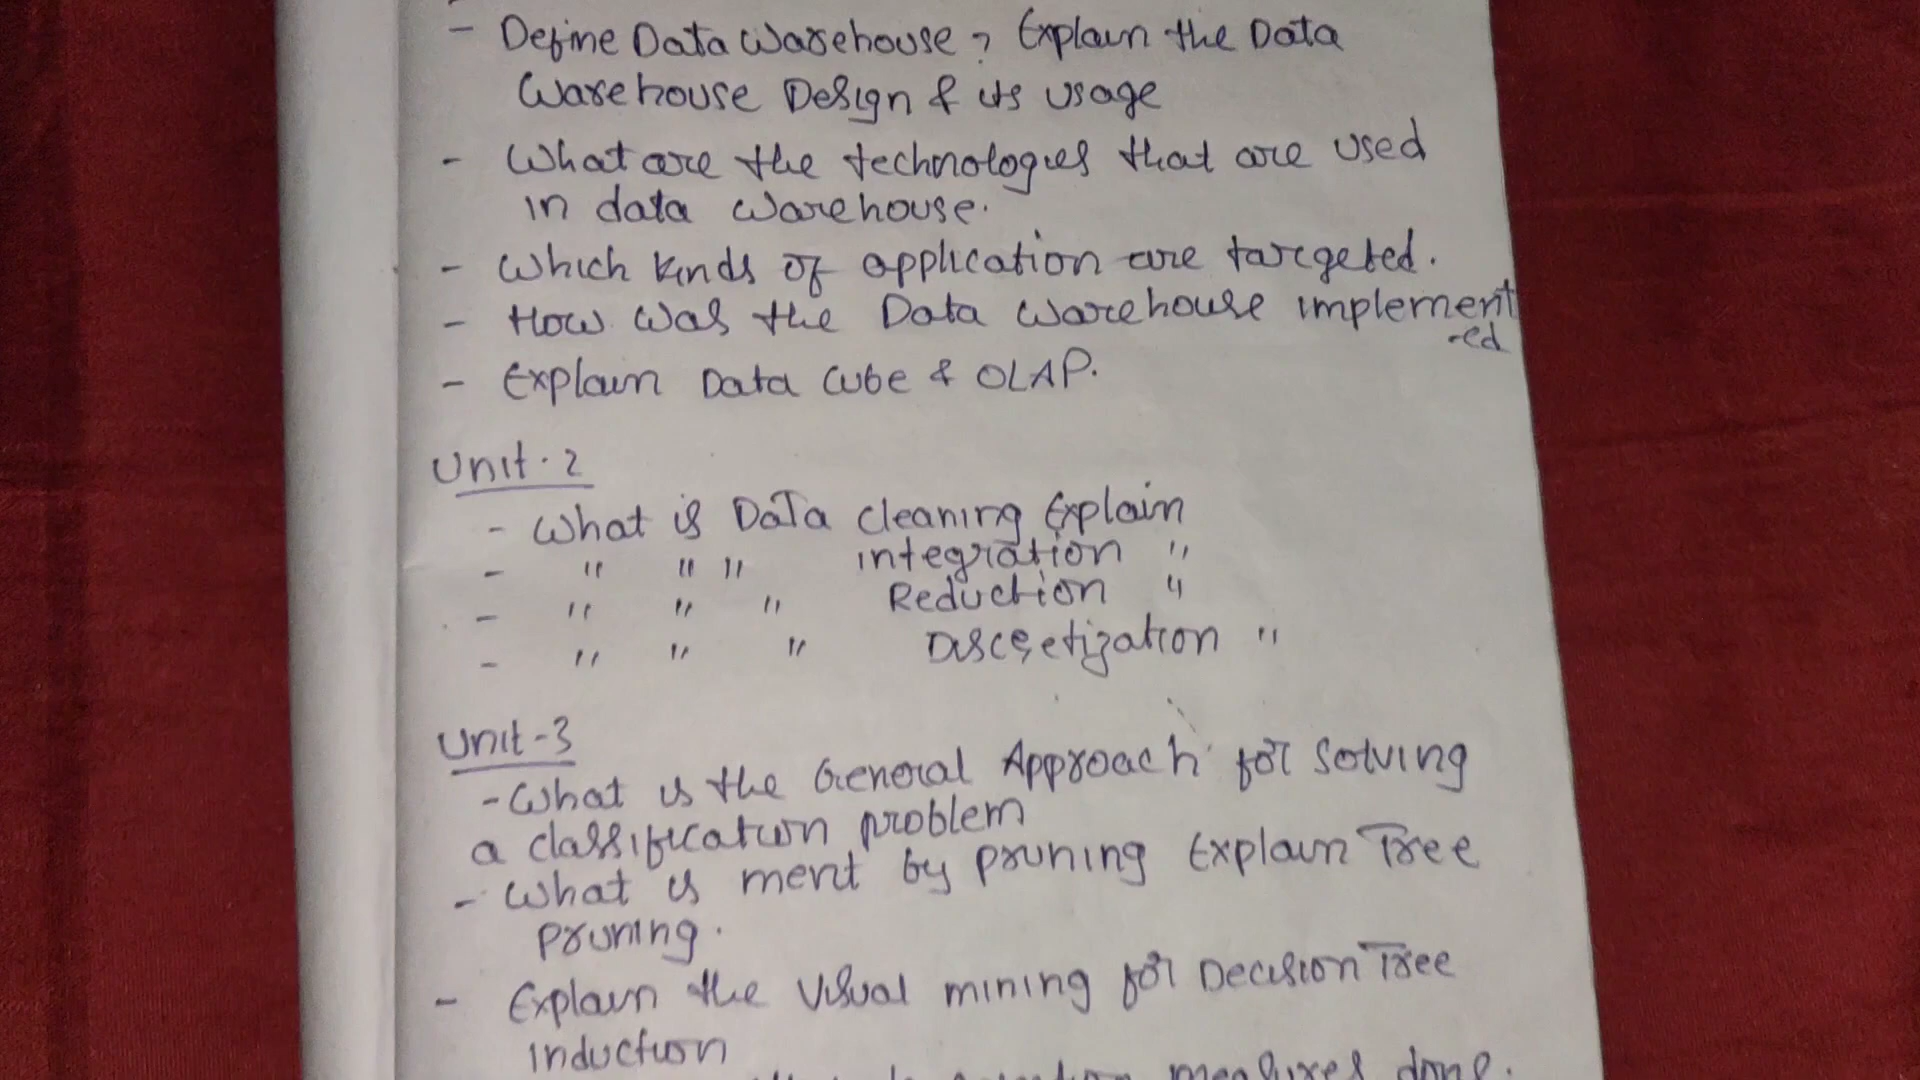 - Define Data Warehouse ? Explain the Data
Warehouse Design & its usage
- What are the technologies that are used
in data warehouse.
- Which kinds of application are targeted.
- How was the Data warehouse implement
-ed
- Explain Data Cube & OLAP.
Unit-2
- What is Data cleaning Explain
- " " " integration "
- " " " Reduction "
- " " " Discretization "
Unit-3
- What is the General Approach for solving
a classification problem
- What is merit by pruning Explain Tree
pruning.
- Explain the visual mining for Decision Tree
induction
measures done.